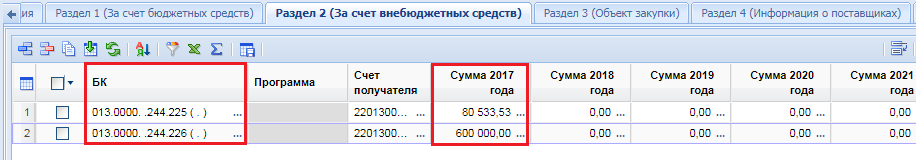 ия Раздел 1 (За счет бюджетных средств) Раздел 2 (За счет внебюджетных средств) Раздел 3 (Объект закупки) Раздел 4 (Информация о поставщиках)
БК Программа Счет получателя Сумма 2017 года Сумма 2018 года Сумма 2019 года Сумма 2020 года Сумма 2021 года
1 013.0000. .244.225 ( . ) ... 2201300... ... 80 533,53 ... 0,00 ... 0,00 ... 0,00 ... 0,00
2 013.0000. .244.226 ( . ) ... 2201300... ... 600 000,00 ... 0,00 ... 0,00 ... 0,00 ... 0,00